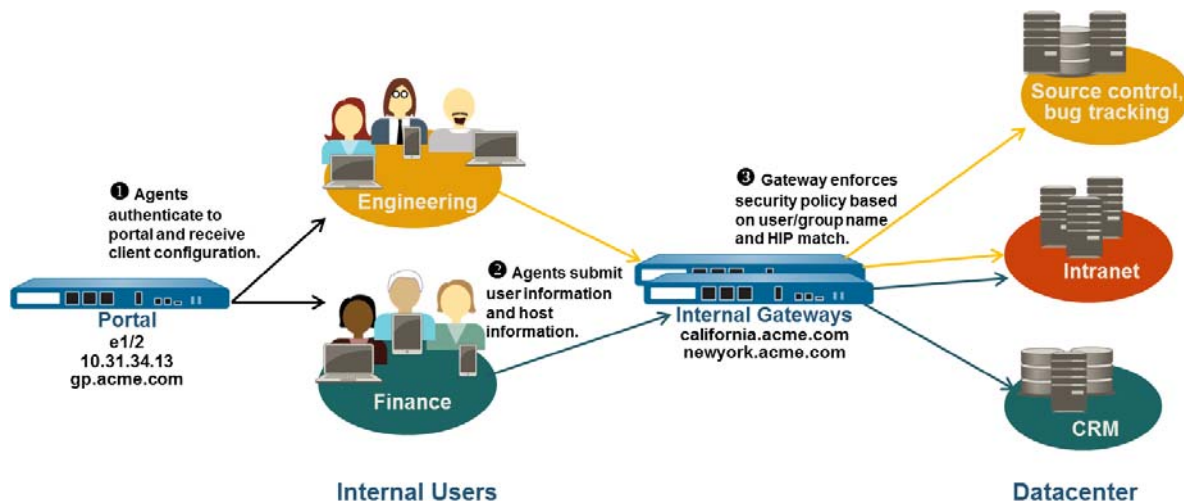 Source control,
bug tracking
❶ Agents
authenticate to
portal and receive
client configuration.
Engineering
❸ Gateway enforces
security policy based
on user/group name
and HIP match.
Intranet
❷ Agents submit
user information
and host
information.
Portal
e1/2
10.31.34.13
gp.acme.com
Internal Gateways
california.acme.com
newyork.acme.com
Finance
CRM
Internal Users
Datacenter